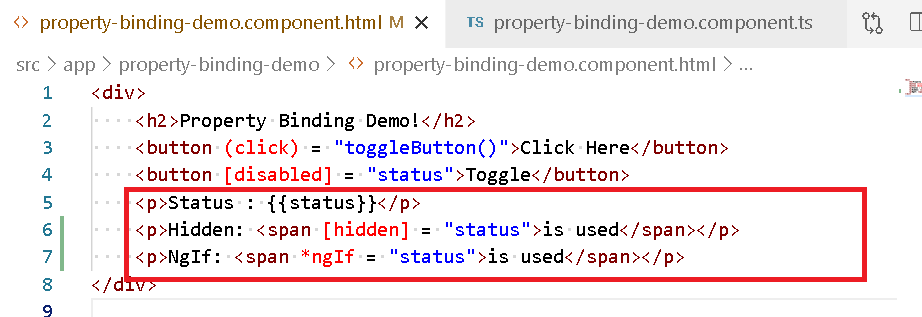 <> property-binding-demo.component.html M × TS property-binding-demo.component.ts
src > app > property-binding-demo > <> property-binding-demo.component.html > ...
1 <div>
2     <h2>Property Binding Demo!</h2>
3     <button (click) = "toggleButton()">Click Here</button>
4     <button [disabled] = "status">Toggle</button>
5     <p>Status : {{status}}</p>
6     <p>Hidden: <span [hidden] = "status">is used</span></p>
7     <p>NgIf: <span *ngIf = "status">is used</span></p>
8 </div>
9